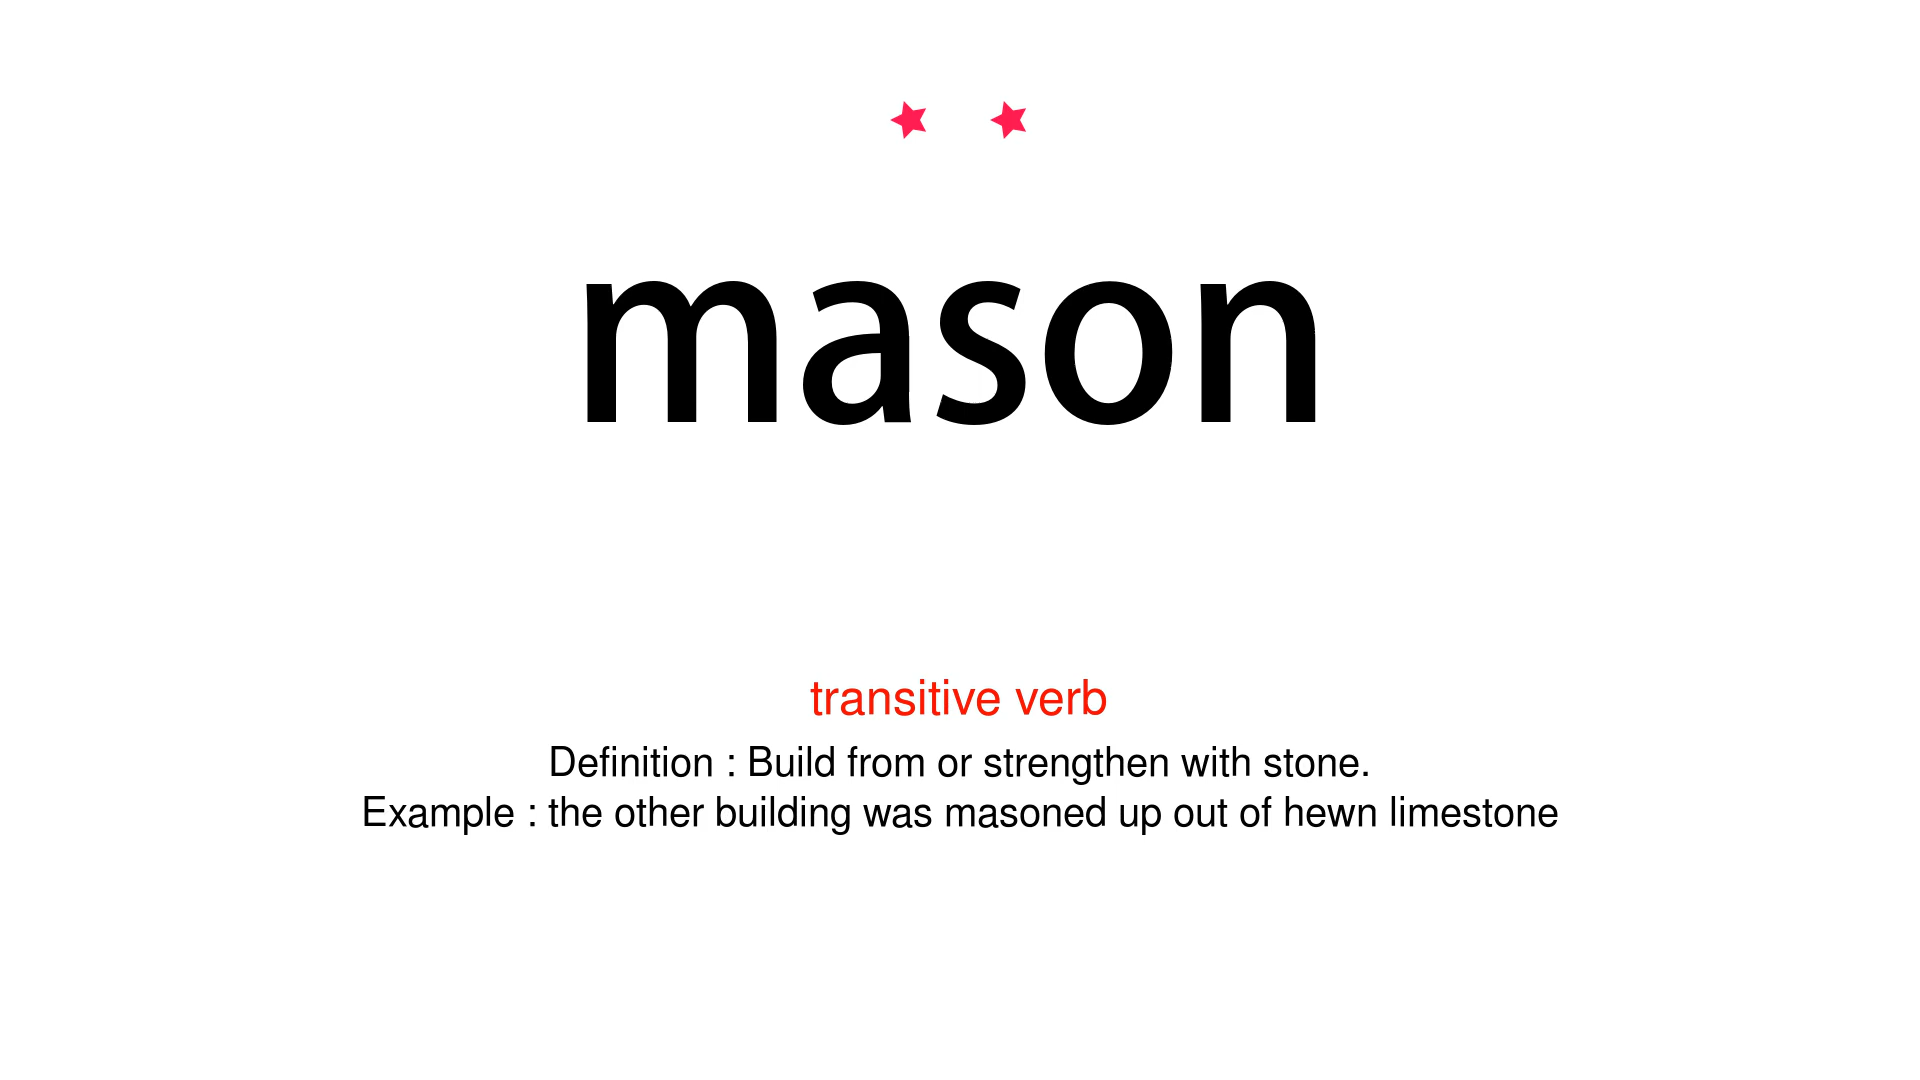 mason
transitive verb
Definition : Build from or strengthen with stone.
Example : the other building was masoned up out of hewn limestone